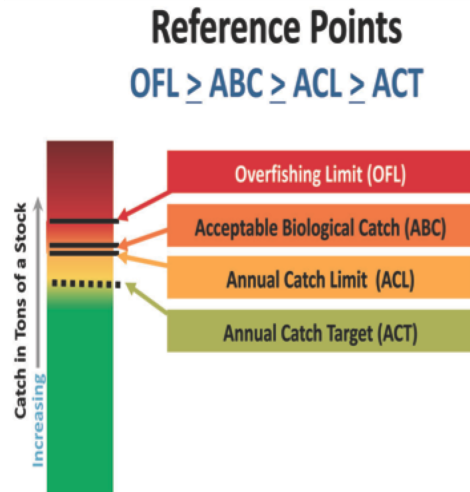 Reference Points
OFL ≥ ABC ≥ ACL ≥ ACT
Overfishing Limit (OFL)
Acceptable Biological Catch (ABC)
Annual Catch Limit (ACL)
Annual Catch Target (ACT)
Catch in Tons of a Stock
Increasing